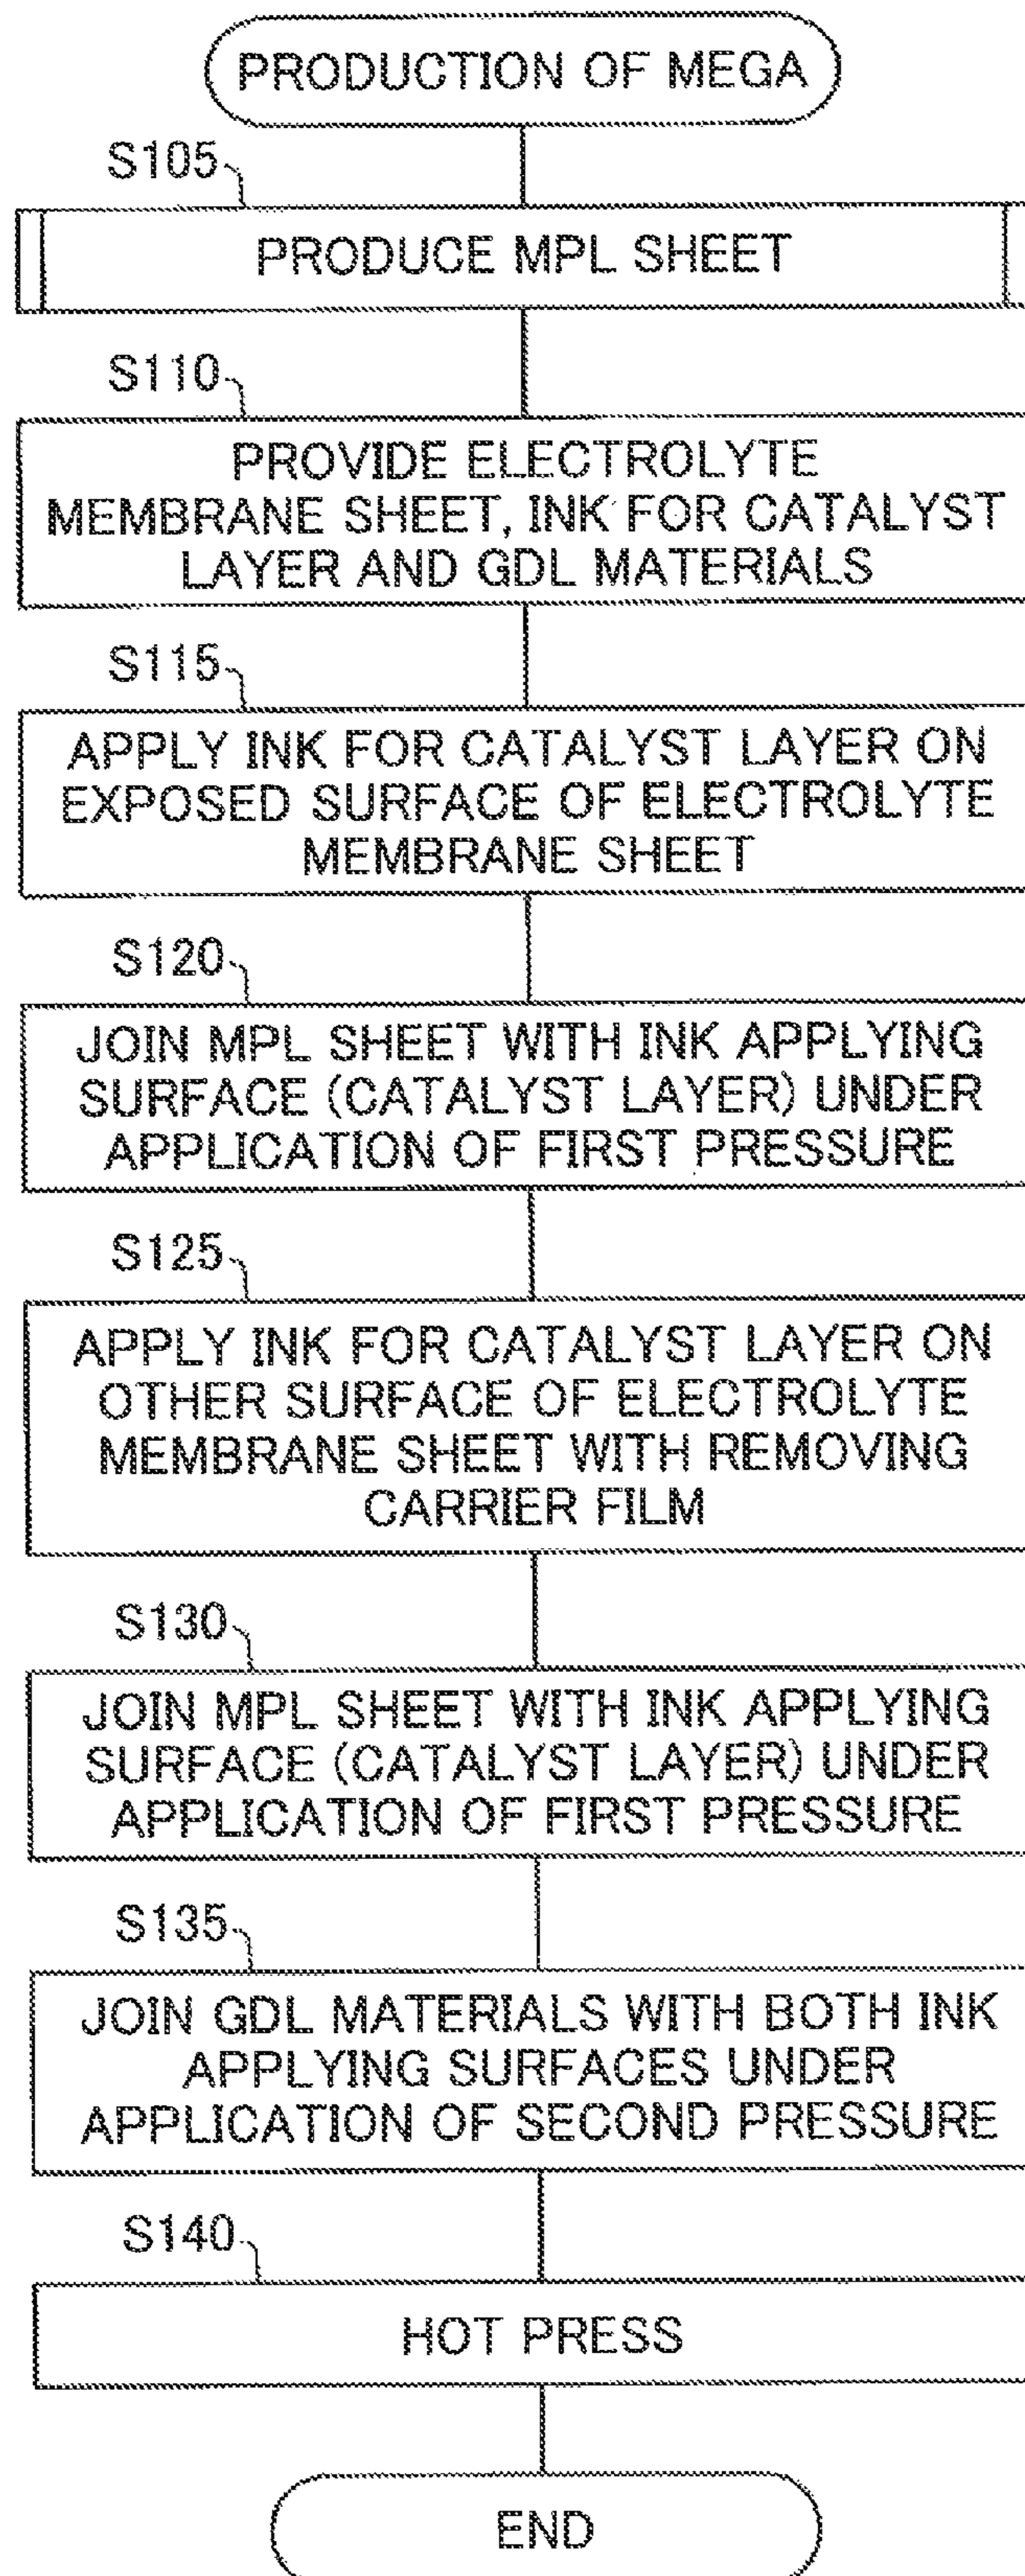 PRODUCTION OF MEGA
S105
PRODUCE MPL SHEET
S110
PROVIDE ELECTROLYTE
MEMBRANE SHEET, INK FOR CATALYST
LAYER AND GDL MATERIALS
S115
APPLY INK FOR CATALYST LAYER ON
EXPOSED SURFACE OF ELECTROLYTE
MEMBRANE SHEET
S120
JOIN MPL SHEET WITH INK APPLYING
SURFACE (CATALYST LAYER) UNDER
APPLICATION OF FIRST PRESSURE
S125
APPLY INK FOR CATALYST LAYER ON
OTHER SURFACE OF ELECTROLYTE
MEMBRANE SHEET WITH REMOVING
CARRIER FILM
S130
JOIN MPL SHEET WITH INK APPLYING
SURFACE (CATALYST LAYER) UNDER
APPLICATION OF FIRST PRESSURE
S135
JOIN GDL MATERIALS WITH BOTH INK
APPLYING SURFACES UNDER
APPLICATION OF SECOND PRESSURE
S140
HOT PRESS
END